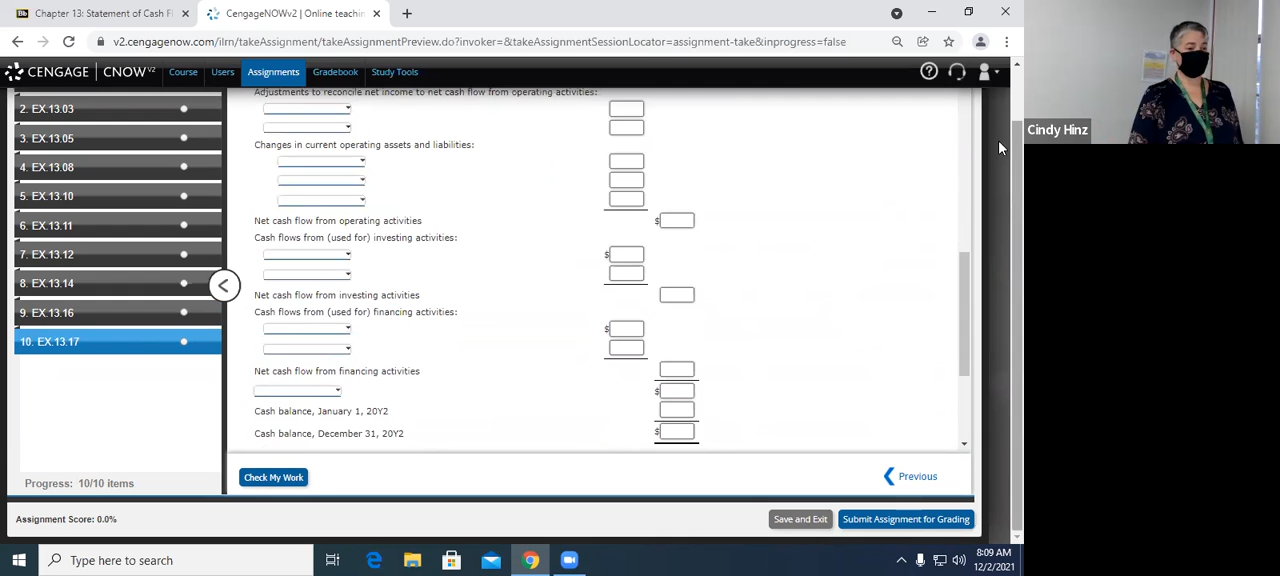 Chapter 13: Statement of Cash Fl
CengageNOWv2 | Online teachin
v2.cengagenow.com/ilrn/takeAssignment/takeAssignmentPreview.do?invoker=&takeAssignmentSessionLocator=assignment-take&inprogress=false
CENGAGE | CNOWV2 Course Users Assignments Gradebook Study Tools
Cindy Hinz
Adjustments to reconcile net income to net cash flow from operating activities:
2. EX.13.03
3. EX.13.05
4. EX.13.08
5. EX.13.10
6. EX.13.11
7. EX.13.12
8. EX.13.14
9. EX.13.16
10. EX.13.17
Changes in current operating assets and liabilities:
Net cash flow from operating activities $
Cash flows from (used for) investing activities:
$
Net cash flow from investing activities
Cash flows from (used for) financing activities:
$
Net cash flow from financing activities
$
Cash balance, January 1, 20Y2
Cash balance, December 31, 20Y2 $
Progress: 10/10 items
Check My Work
Previous
Assignment Score: 0.0%
Save and Exit
Submit Assignment for Grading
Type here to search
8:09 AM
12/2/2021